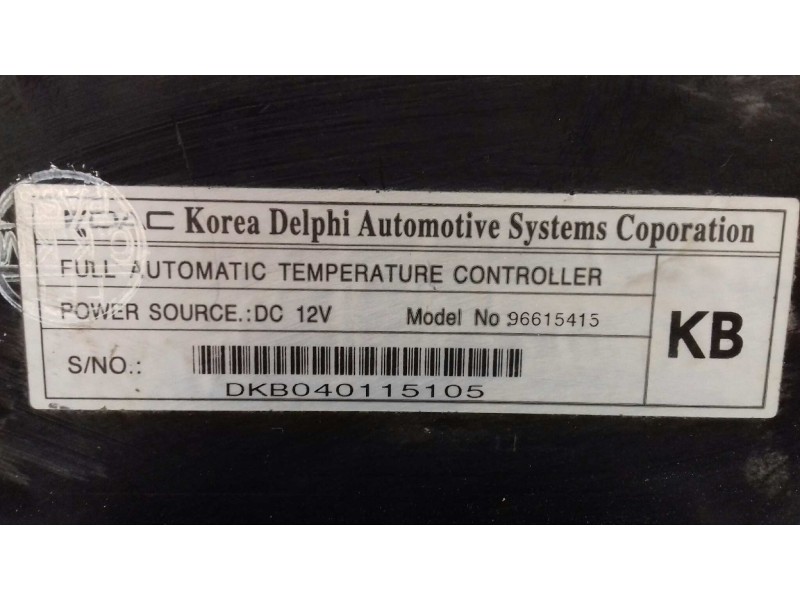 KDAC Korea Delphi Automotive Systems Coporation
FULL AUTOMATIC TEMPERATURE CONTROLLER
POWER SOURCE.:DC 12V Model No 96615415
KB
S/NO.:
DKB040115105